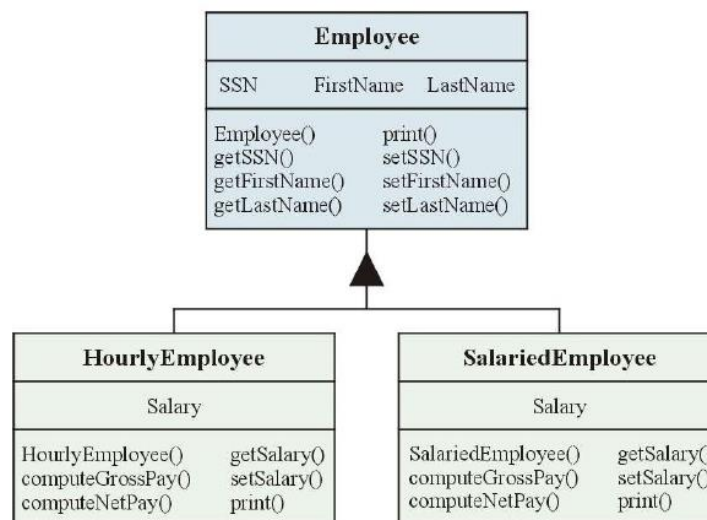 Employee
SSN FirstName LastName
Employee() print()
getSSN() setSSN()
getFirstName() setFirstName()
getLastName() setLastName()
HourlyEmployee
Salary
HourlyEmployee() getSalary()
computeGrossPay() setSalary()
computeNetPay() print()
SalariedEmployee
Salary
SalariedEmployee() getSalary()
computeGrossPay() setSalary()
computeNetPay() print()